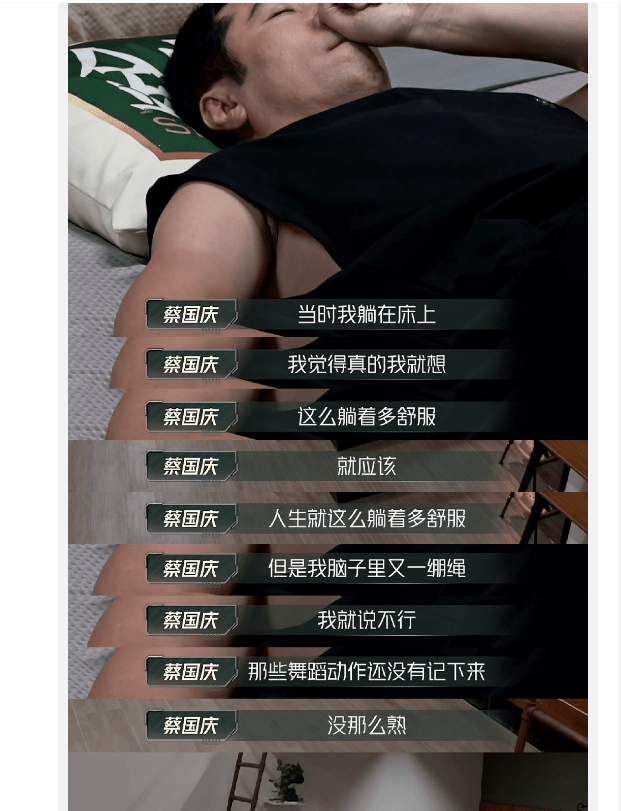 蔡国庆 当时我躺在床上
蔡国庆 我觉得真的我就想
蔡国庆 这么躺着多舒服
蔡国庆 就应该
蔡国庆 人生就这么躺着多舒服
蔡国庆 但是我脑子里又一绷绳
蔡国庆 我就说不行
蔡国庆 那些舞蹈动作还没有记下来
蔡国庆 没那么熟